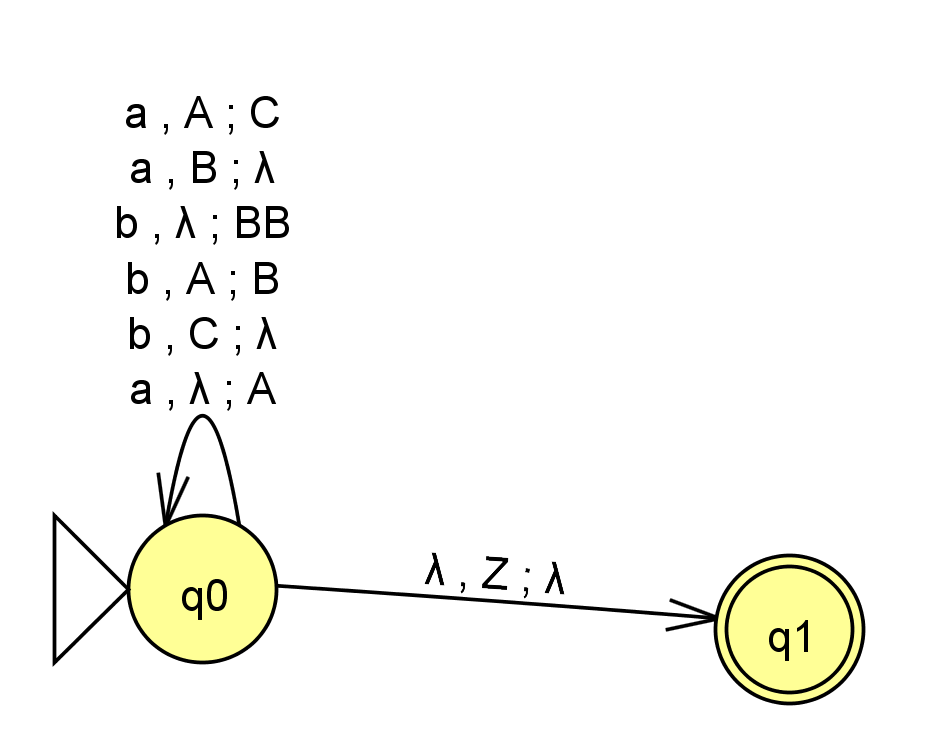 a , A ; C
a , B ; λ
b , λ ; BB
b , A ; B
b , C ; λ
a , λ ; A
λ , Z ; λ
q0
q1